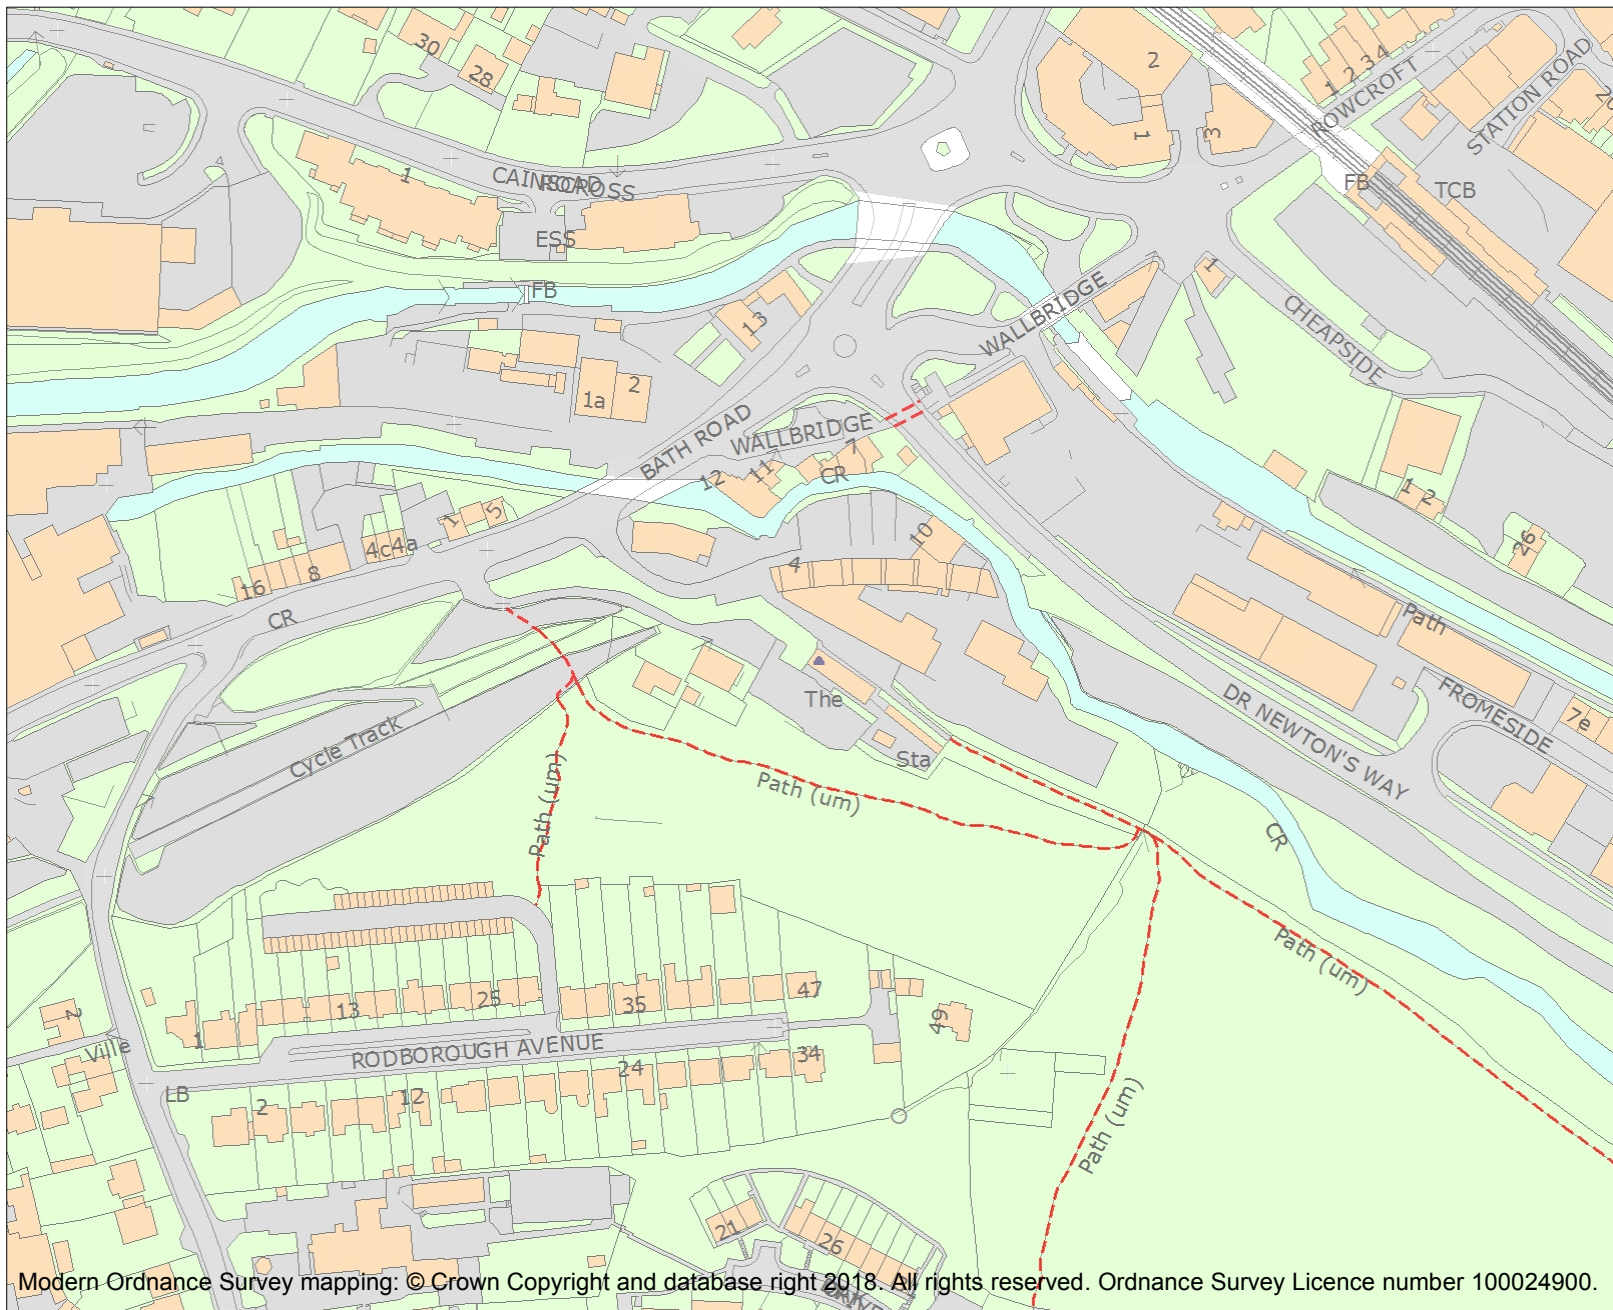 30
28
2
1 2 3 4
ROWCROFT
STATION ROAD
1
3
1
CAINSCROSS
ROAD
FB
TCB
ESS
FB
1
WALLBRIDGE
CHEAPSIDE
13
1a
2
BATH ROAD
WALLBRIDGE
12
11
7
CR
1
5
4c4a
16
8
CR
10
4
1 2
26
Path
The
Sta
DR NEWTON'S WAY
FROMESIDE
7e
Cycle Track
Path (um)
Path (um)
CR
Path (um)
2
Ville
1
13
25
35
47
49
RODBOROUGH AVENUE
LB
2
12
24
34
Path (um)
21
26
Modern Ordnance Survey mapping: © Crown Copyright and database right 2018. All rights reserved. Ordnance Survey Licence number 100024900.